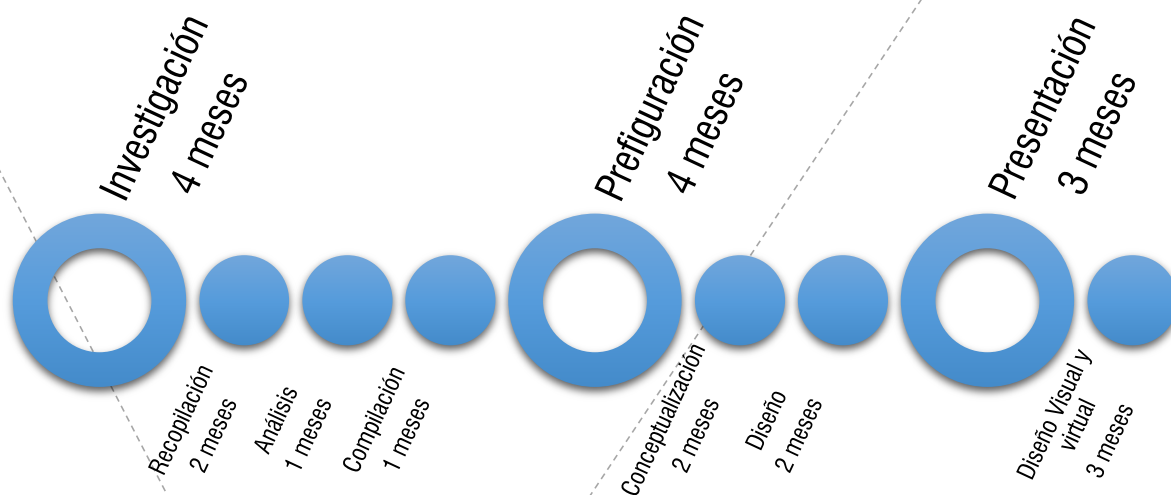 Investigación
4 meses
Recopilación
2 meses
Análisis
1 meses
Compilación
1 meses
Prefiguración
4 meses
Conceptualización
2 meses
Diseño
2 meses
Presentación
3 meses
Diseño Visual y
virtual
3 meses